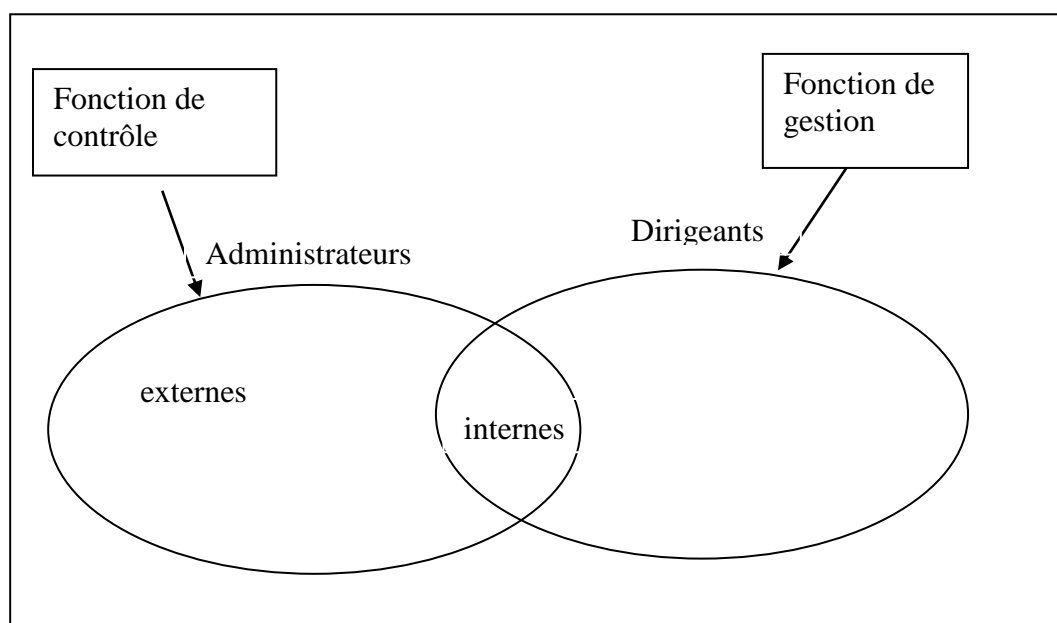 Fonction de
contrôle
Fonction de
gestion
Administrateurs
Dirigeants
externes
internes